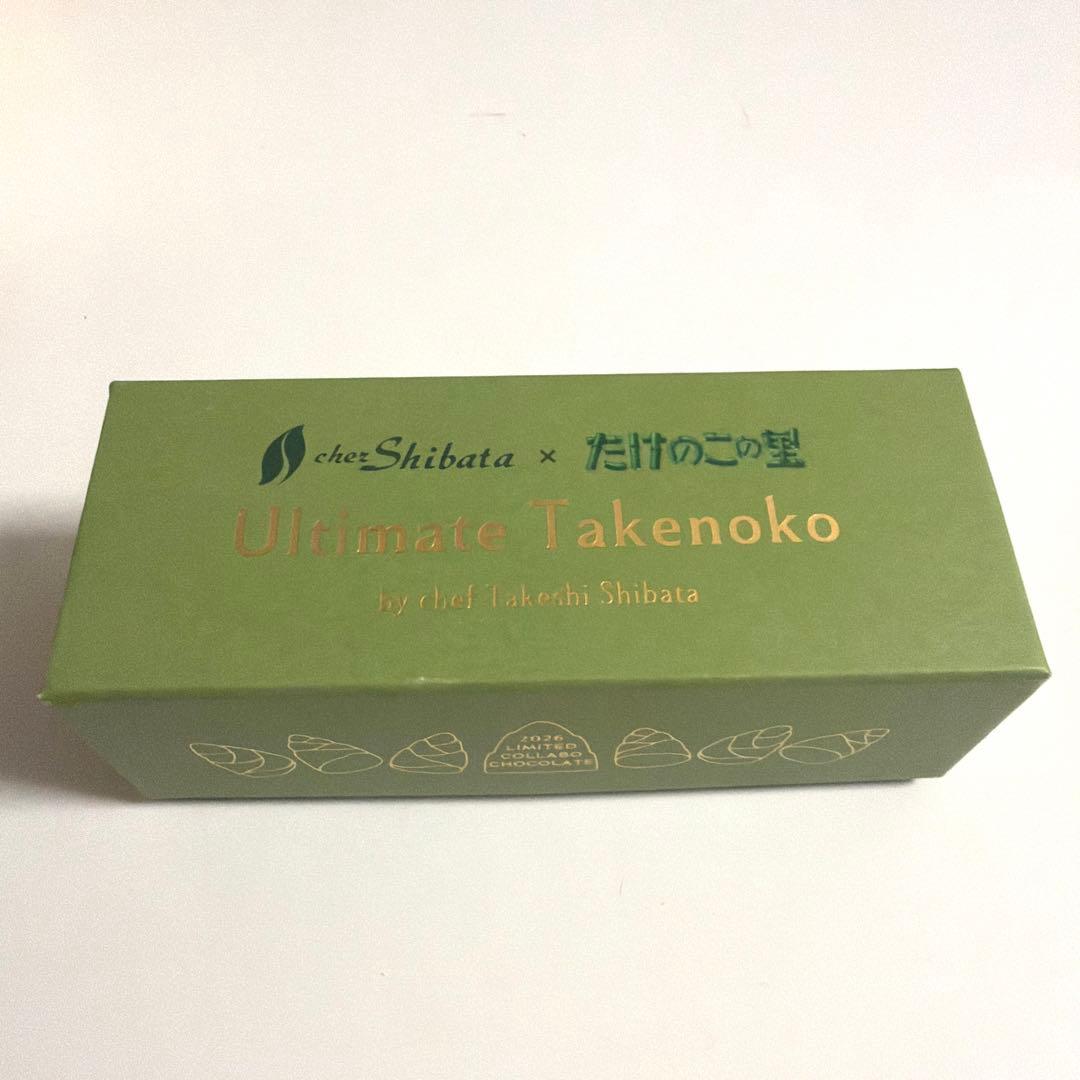 chez Shibata × たけのこの里
Ultimate Takenoko
by chef Takeshi Shibata
2026
LIMITED
COLLABO
CHOCOLATE